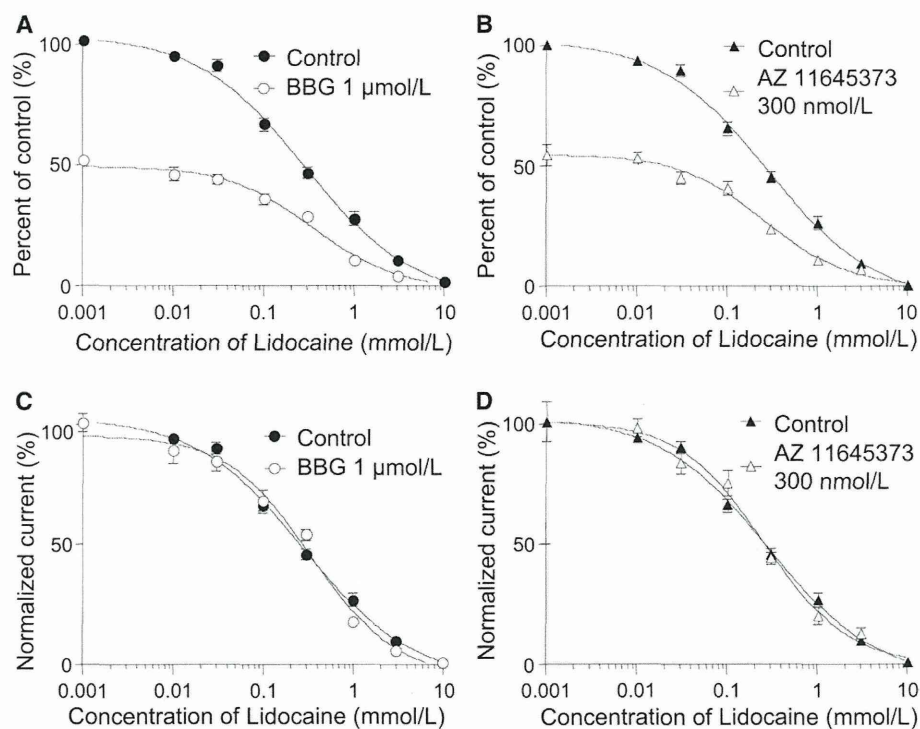 A
Percent of control (%)
100
50
0
Control
BBG 1 µmol/L
0.001 0.01 0.1 1 10
Concentration of Lidocaine (mmol/L)
B
Percent of control (%)
100
50
0
Control
AZ 11645373
300 nmol/L
0.001 0.01 0.1 1 10
Concentration of Lidocaine (mmol/L)
C
Normalized current (%)
100
50
0
Control
BBG 1 µmol/L
0.001 0.01 0.1 1 10
Concentration of Lidocaine (mmol/L)
D
Normalized current (%)
100
50
0
Control
AZ 11645373
300 nmol/L
0.001 0.01 0.1 1 10
Concentration of Lidocaine (mmol/L)